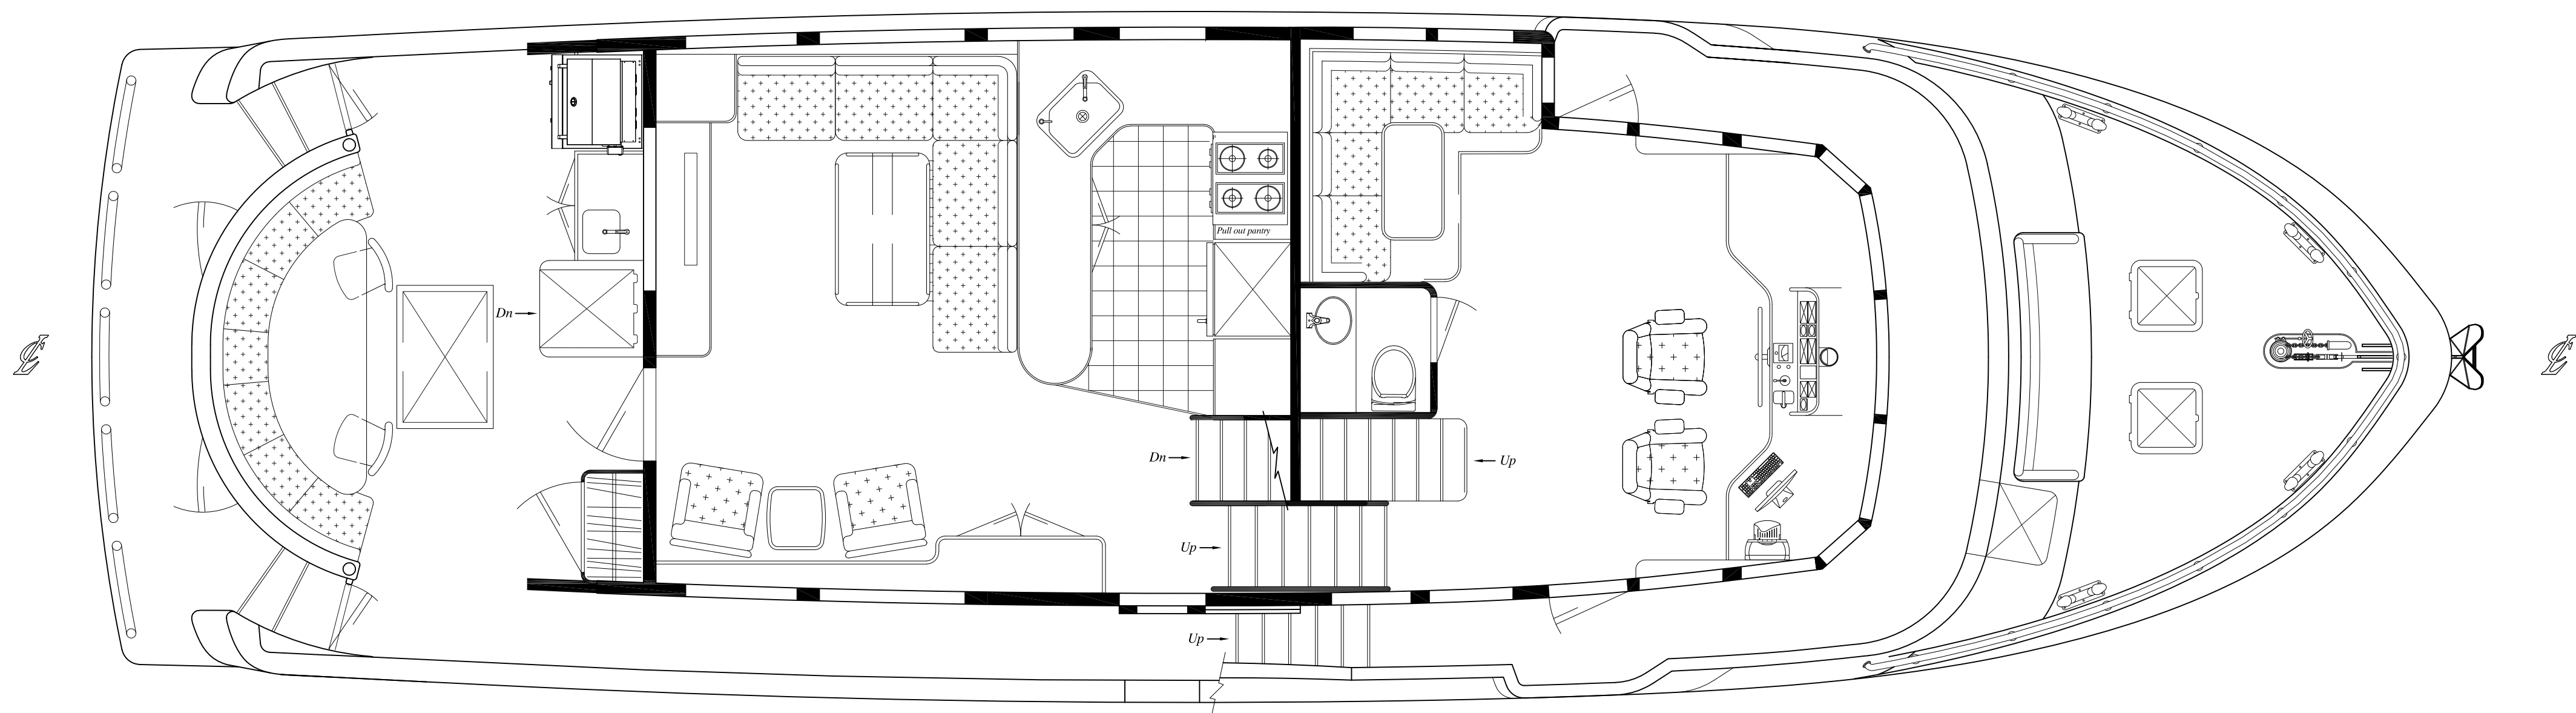 Pull out pantry
℄
Dn
℄
Dn
Up
Up
Up